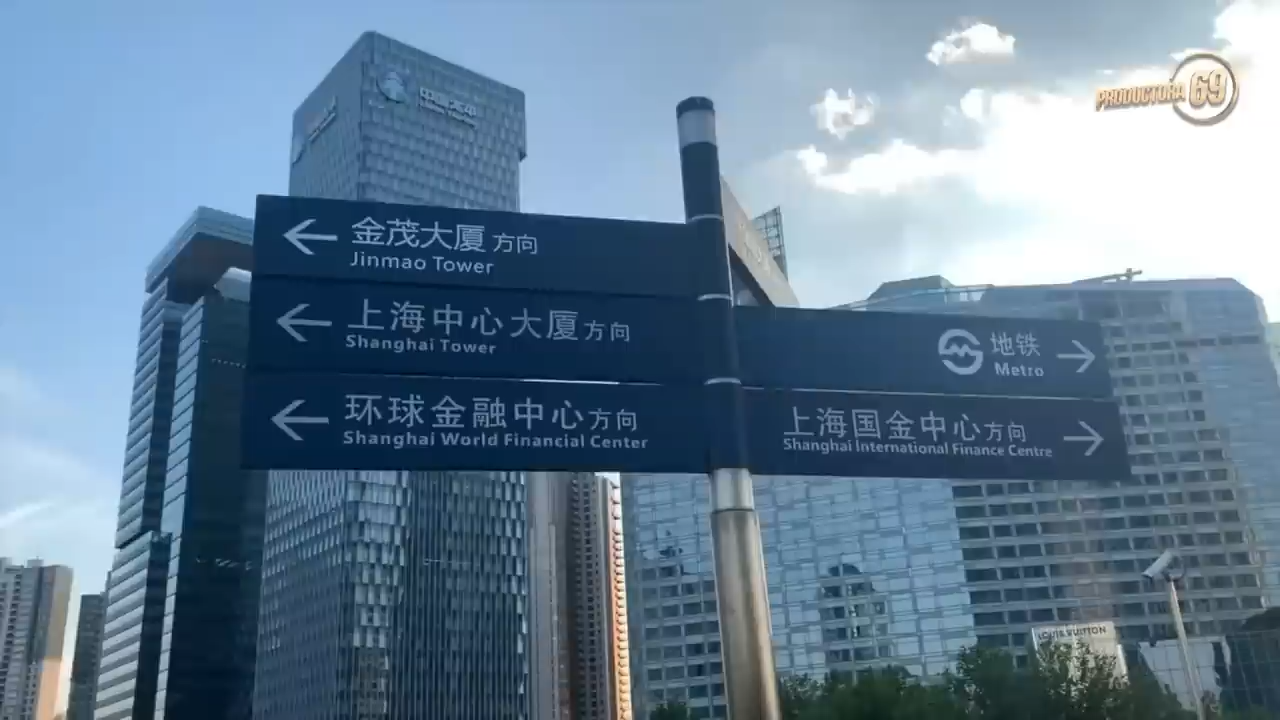 PRODUCTORA 69
金茂大厦 方向
Jinmao Tower
上海中心大厦方向
Shanghai Tower
环球金融中心方向
Shanghai World Financial Center
地铁
Metro
上海国金中心方向
Shanghai International Finance Centre
LOUIS VUITTON